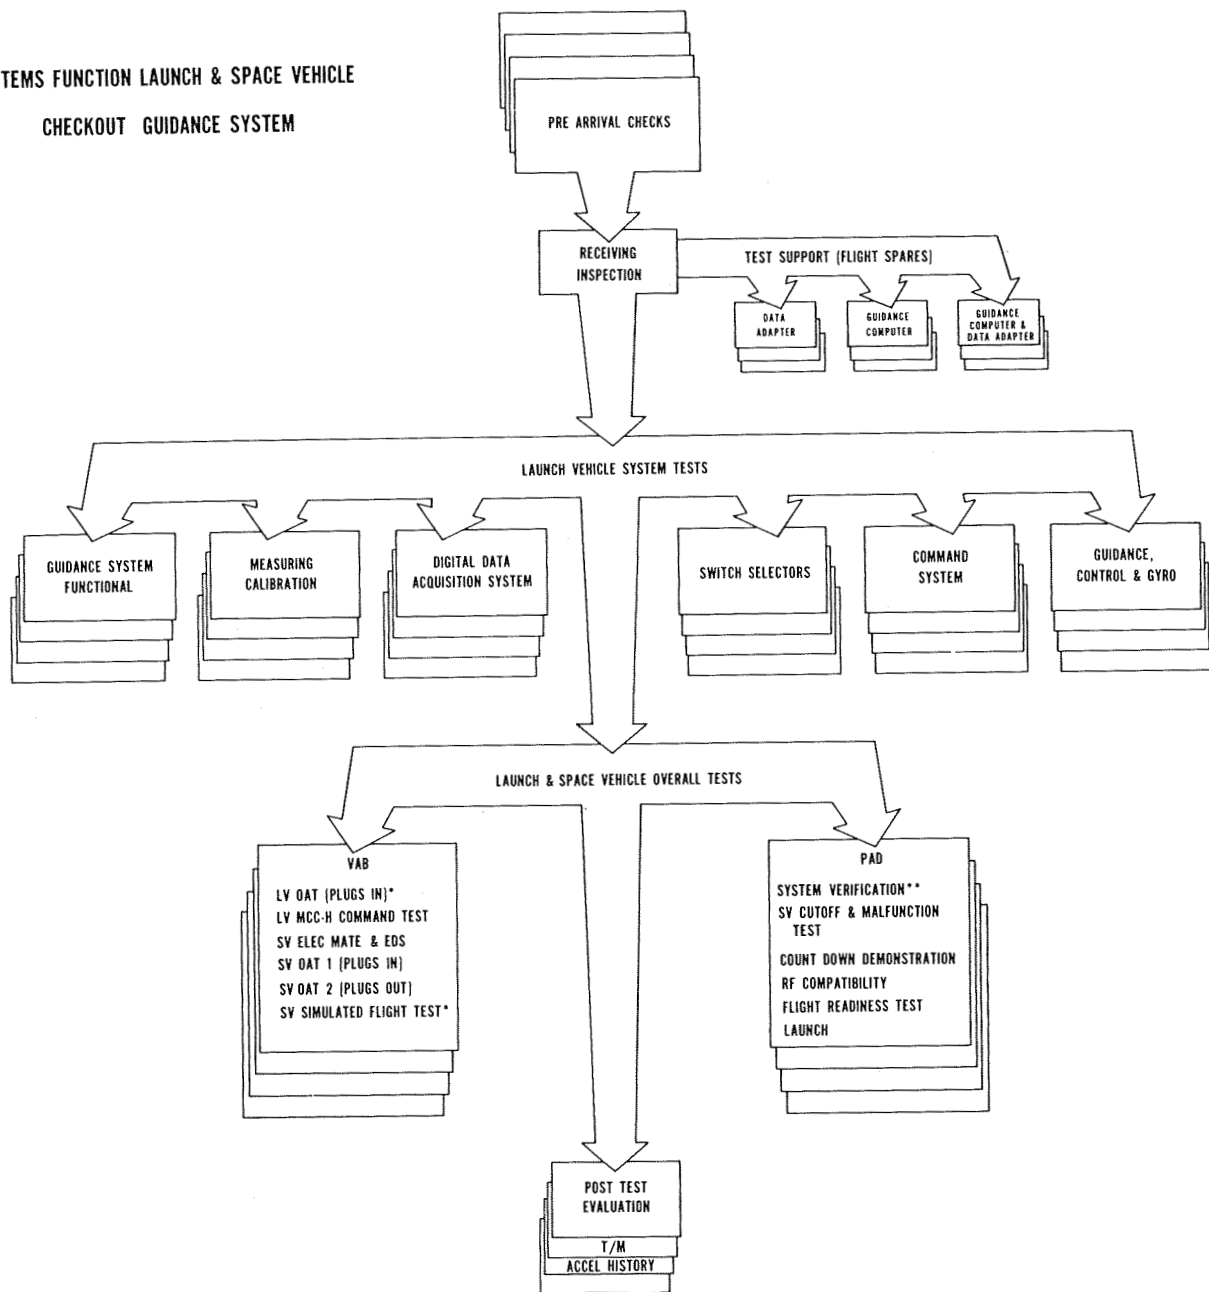 TEMS FUNCTION LAUNCH & SPACE VEHICLE
CHECKOUT GUIDANCE SYSTEM
PRE ARRIVAL CHECKS
RECEIVING
INSPECTION
TEST SUPPORT (FLIGHT SPARES)
DATA
ADAPTER
GUIDANCE
COMPUTER
GUIDANCE
COMPUTER &
DATA ADAPTER
LAUNCH VEHICLE SYSTEM TESTS
GUIDANCE SYSTEM
FUNCTIONAL
MEASURING
CALIBRATION
DIGITAL DATA
ACQUISITION SYSTEM
SWITCH SELECTORS
COMMAND
SYSTEM
GUIDANCE,
CONTROL & GYRO
LAUNCH & SPACE VEHICLE OVERALL TESTS
VAB
LV OAT (PLUGS IN)*
LV MCC-H COMMAND TEST
SV ELEC MATE & EDS
SV OAT 1 (PLUGS IN)
SV OAT 2 (PLUGS OUT)
SV SIMULATED FLIGHT TEST*
PAD
SYSTEM VERIFICATION**
SV CUTOFF & MALFUNCTION
TEST
COUNT DOWN DEMONSTRATION
RF COMPATIBILITY
FLIGHT READINESS TEST
LAUNCH
POST TEST
EVALUATION
T/M
ACCEL HISTORY